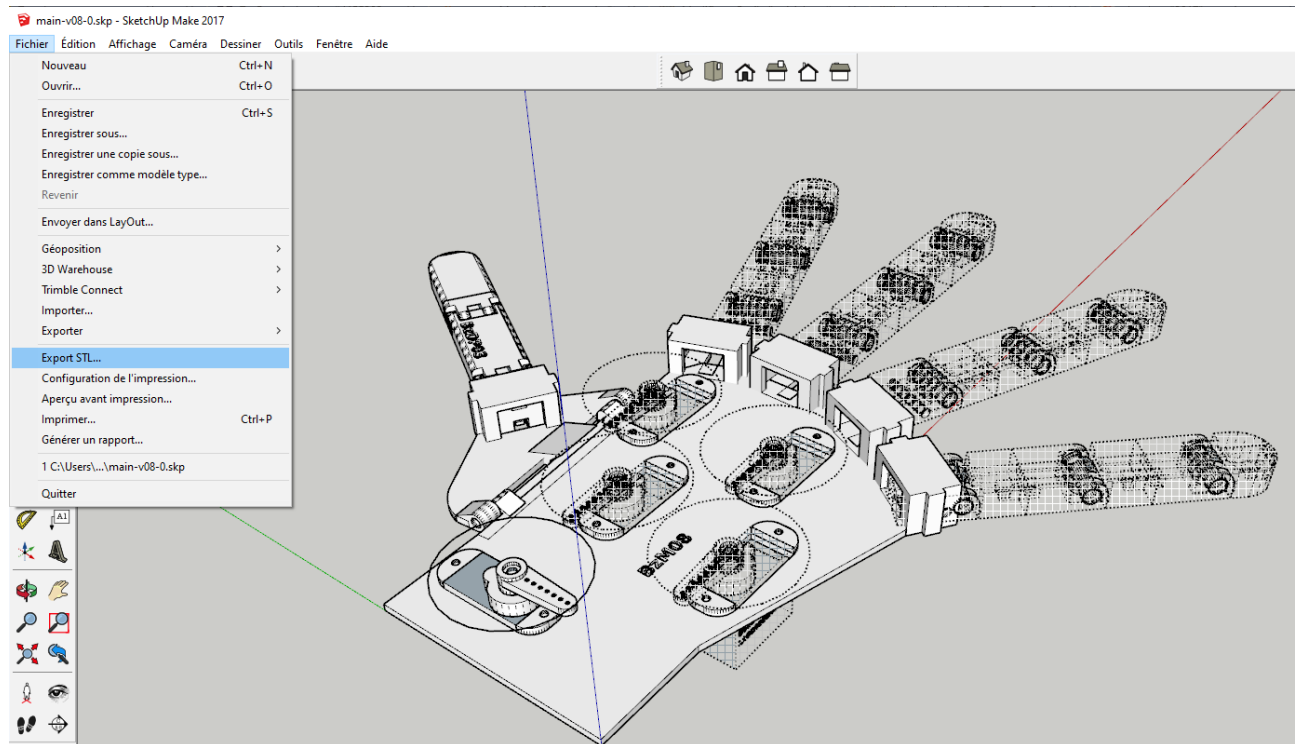 main-v08-0.skp - SketchUp Make 2017
Fichier Édition Affichage Caméra Dessiner Outils Fenêtre Aide
Nouveau Ctrl+N
Ouvrir... Ctrl+O
Enregistrer Ctrl+S
Enregistrer sous...
Enregistrer une copie sous...
Enregistrer comme modèle type...
Revenir
Envoyer dans LayOut...
Géoposition >
3D Warehouse >
Trimble Connect >
Importer...
Exporter >
Export STL...
Configuration de l'impression...
Aperçu avant impression...
Imprimer... Ctrl+P
Générer un rapport...
1 C:\Users\...\main-v08-0.skp
Quitter
A1
BzM08